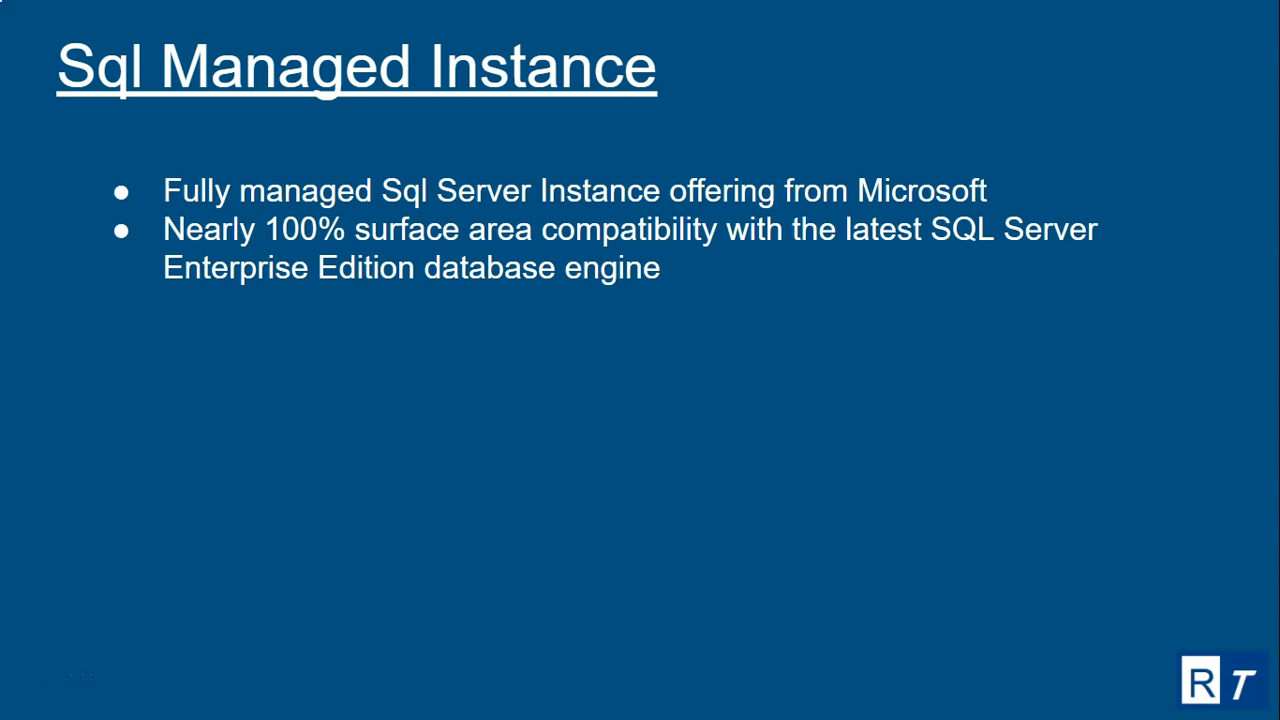 Sql Managed Instance
● Fully managed Sql Server Instance offering from Microsoft
● Nearly 100% surface area compatibility with the latest SQL Server
Enterprise Edition database engine
R T